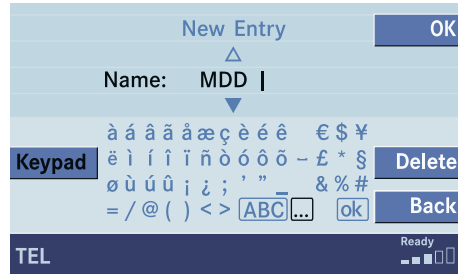 New Entry
OK
Name: MDD
à á â ã å æ ç è é ê € $ ¥
Keypad
ë ì í î ï ñ ò ó ô õ – £ * §
Delete
ø ù ú û ¡ ¿ ; ' " _ & % #
= / @ ( ) < > ABC ... ok
Back
TEL
Ready